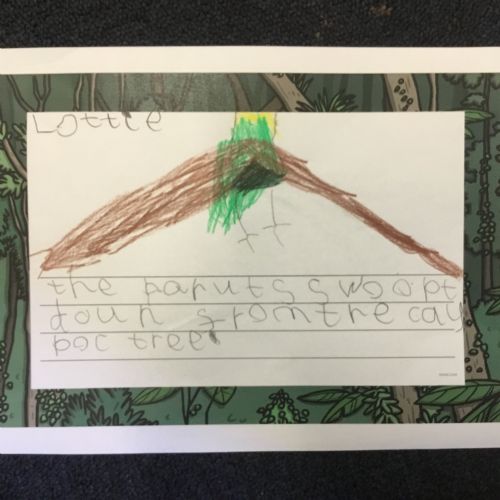 Lottie
the paruts swoopt
doun from the cay
poc tree